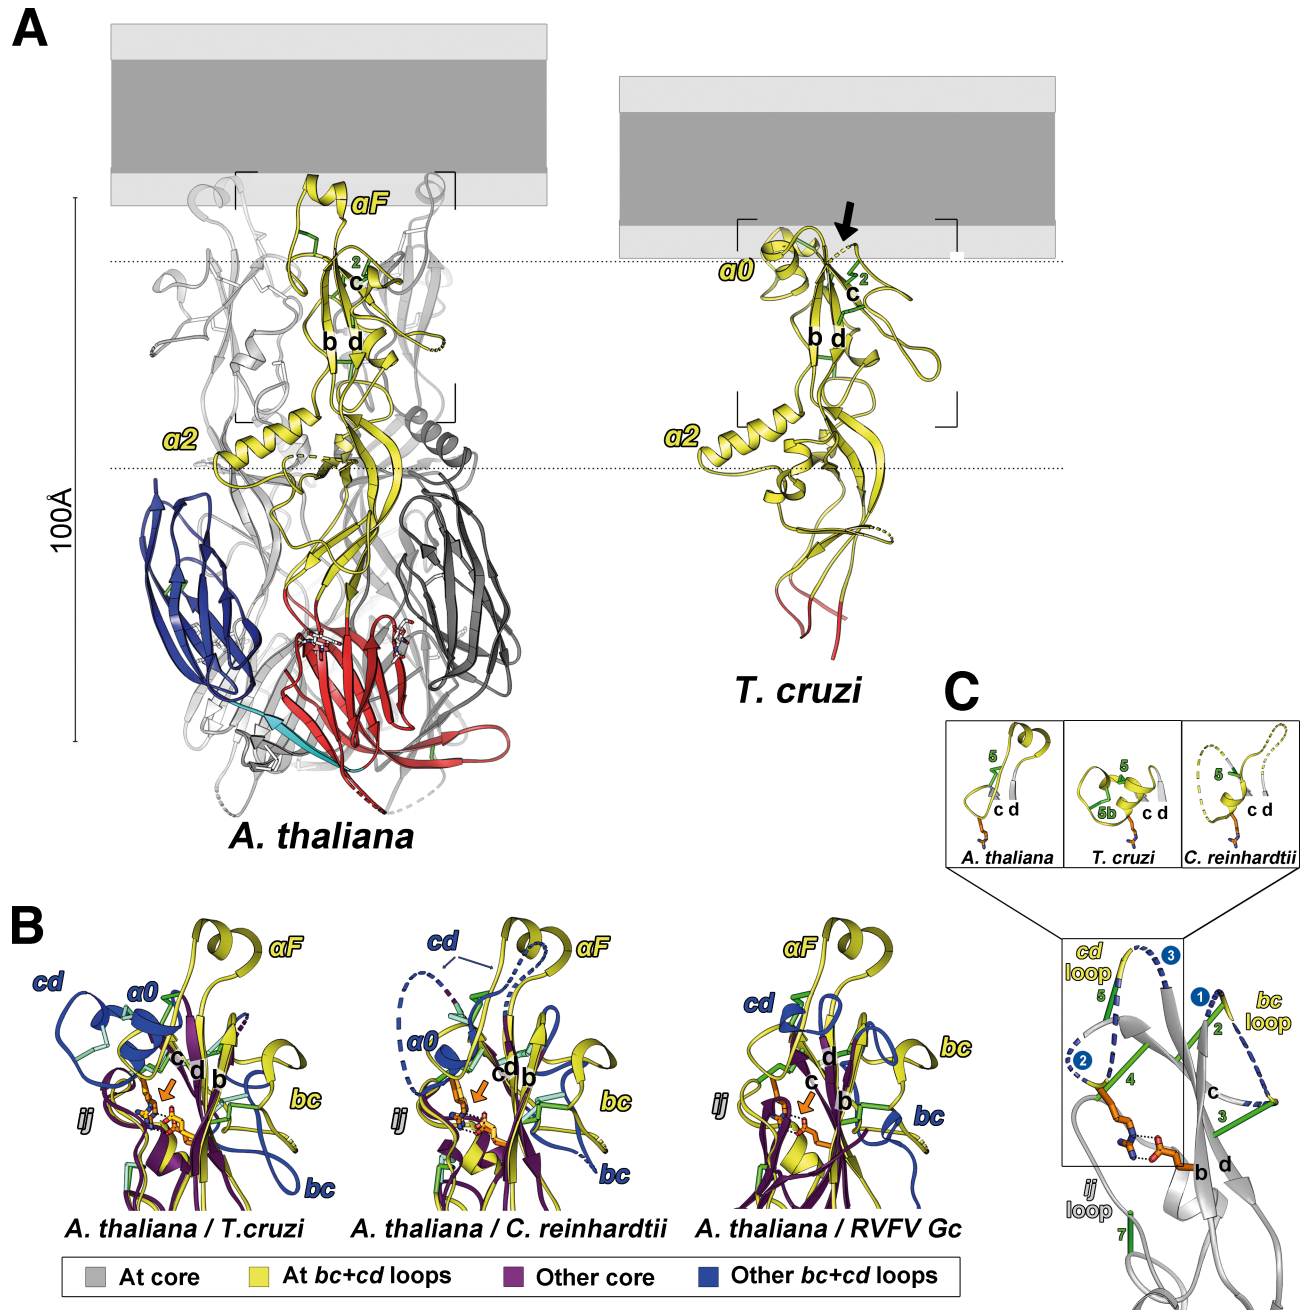 A
αF
2
c
b d
α2
100Å
A. thaliana
α0
2
c
b d
α2
T. cruzi
C
5
c d
A. thaliana
5
5b
c d
T. cruzi
5
c d
C. reinhardtii
B
cd
α0
αF
c
d
b
ij
bc
bc
A. thaliana / T.cruzi
cd
αF
α0
c
d
b
ij
bc
bc
A. thaliana / C. reinhardtii
αF
cd
d
c
b
ij
bc
bc
A. thaliana / RVFV Gc
cd
loop
3
5
1
2
bc
loop
2
4
c
3
b
d
ij
loop
7
At core
At bc+cd loops
Other core
Other bc+cd loops